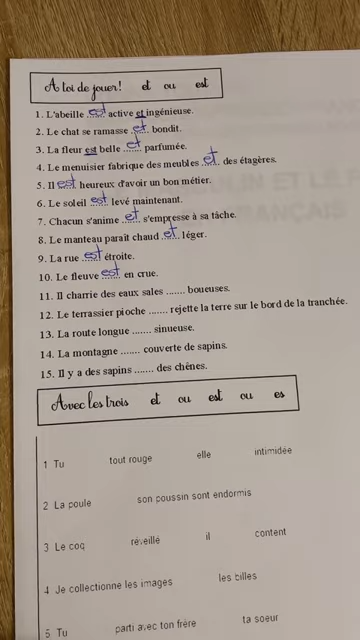 A toi de jouer! et ou est
1. L'abeille est active et ingénieuse.
2. Le chat se ramasse et bondit.
3. La fleur est belle et parfumée.
4. Le menuisier fabrique des meubles et des étagères.
5. Il est heureux d'avoir un bon métier.
6. Le soleil est levé maintenant.
7. Chacun s'anime et s'empresse à sa tâche.
8. Le manteau paraît chaud et léger.
9. La rue est étroite.
10. Le fleuve est en crue.
11. Il charrie des eaux sales ....... boueuses.
12. Le terrassier pioche ....... rejette la terre sur le bord de la tranchée.
13. La route longue ....... sinueuse.
14. La montagne ....... couverte de sapins.
15. Il y a des sapins ....... des chênes.
Avec les trois et ou est ou es
1 Tu tout rouge elle intimidée
2 La poule son poussin sont endormis
3 Le coq réveillé il content
4 Je collectionne les images les billes
5 Tu parti avec ton frère ta soeur